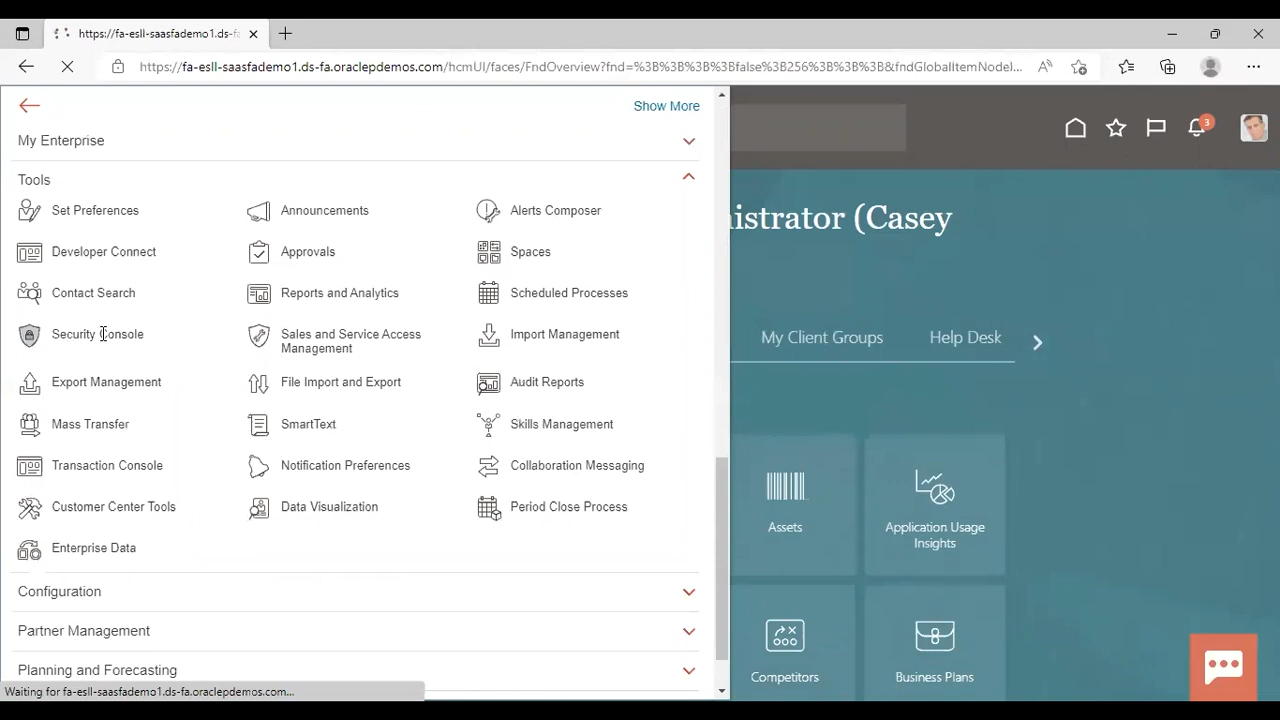 https://fa-esll-saasfademo1.ds-fa
https://fa-esll-saasfademo1.ds-fa.oraclepdemos.com/hcmUI/faces/FndOverview?fnd=%3B%3B%3B%3Bfalse%3B256%3B%3B%3B&fndGlobalItemNodeI...
Show More
My Enterprise
Tools
Set Preferences
Announcements
Alerts Composer
Developer Connect
Approvals
Spaces
Contact Search
Reports and Analytics
Scheduled Processes
Security Console
Sales and Service Access
Management
Import Management
Export Management
File Import and Export
Audit Reports
Mass Transfer
SmartText
Skills Management
Transaction Console
Notification Preferences
Collaboration Messaging
Customer Center Tools
Data Visualization
Period Close Process
Enterprise Data
Configuration
Partner Management
Planning and Forecasting
Waiting for fa-esll-saasfademo1.ds-fa.oraclepdemos.com...
3
istrator (Casey
My Client Groups
Help Desk
Assets
Application Usage
Insights
Competitors
Business Plans